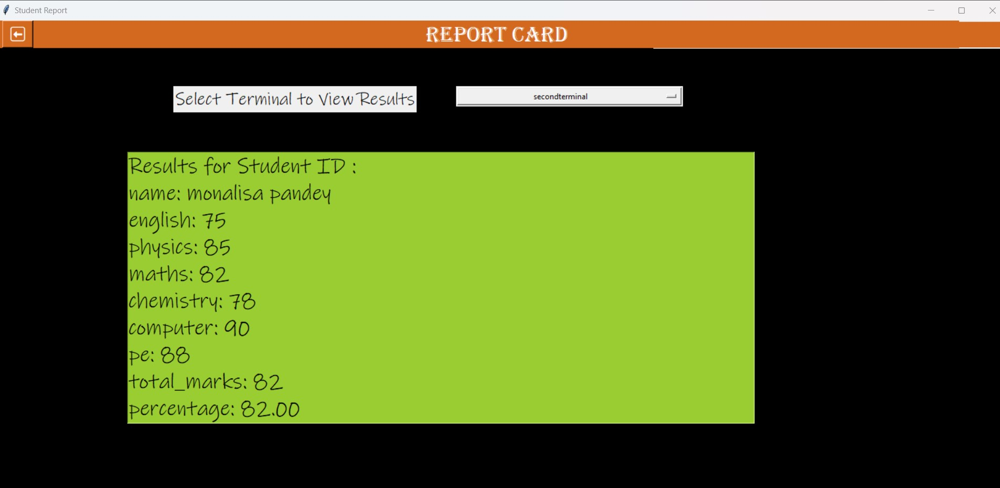 Student Report
REPORT CARD
Select Terminal to View Results
secondterminal
Results for Student ID :
name: monalisa pandey
english: 75
physics: 85
maths: 82
chemistry: 78
computer: 90
pe: 88
total_marks: 82
percentage: 82.00